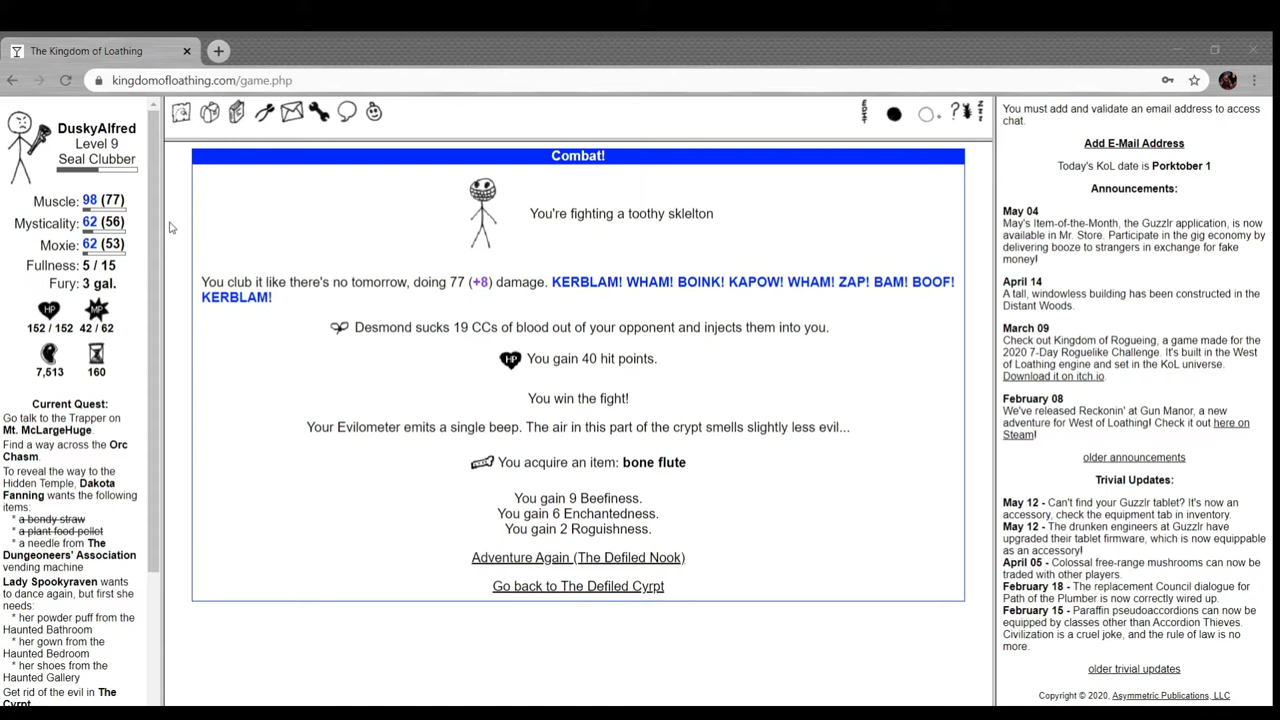 The Kingdom of Loathing
kingdomofloathing.com/game.php
DuskyAlfred
Level 9
Seal Clubber
Muscle: 98 (77)
Mysticality: 62 (56)
Moxie: 62 (53)
Fullness: 5 / 15
Fury: 3 gal.
HP MP
152 / 152 42 / 62
7,513 160
Current Quest:
Go talk to the Trapper on
Mt. McLargeHuge.
Find a way across the Orc
Chasm.
To reveal the way to the
Hidden Temple, Dakota
Fanning wants the following
items:
* a bendy straw
* a plant food pellet
* a needle from The
Dungeoneers' Association
vending machine
Lady Spookyraven wants
to dance again, but first she
needs:
* her powder puff from the
Haunted Bathroom
* her gown from the
Haunted Bedroom
* her shoes from the
Haunted Gallery
Get rid of the evil in The
Cyrpt.
Combat!
You're fighting a toothy sklelton
You club it like there's no tomorrow, doing 77 (+8) damage. KERBLAM! WHAM! BOINK! KAPOW! WHAM! ZAP! BAM! BOOF!
KERBLAM!
Desmond sucks 19 CCs of blood out of your opponent and injects them into you.
HP You gain 40 hit points.
You win the fight!
Your Evilometer emits a single beep. The air in this part of the crypt smells slightly less evil...
You acquire an item: bone flute
You gain 9 Beefiness.
You gain 6 Enchantedness.
You gain 2 Roguishness.
Adventure Again (The Defiled Nook)
Go back to The Defiled Cyrpt
You must add and validate an email address to access
chat.
Add E-Mail Address
Today's KoL date is Porktober 1
Announcements:
May 04
May's Item-of-the-Month, the Guzzlr application, is now
available in Mr. Store. Participate in the gig economy by
delivering booze to strangers in exchange for fake
money!
April 14
A tall, windowless building has been constructed in the
Distant Woods.
March 09
Check out Kingdom of Rogueing, a game made for the
2020 7-Day Roguelike Challenge. It's built in the West
of Loathing engine and set in the KoL universe.
Download it on itch.io.
February 08
We've released Reckonin' at Gun Manor, a new
adventure for West of Loathing! Check it out here on
Steam!
older announcements
Trivial Updates:
May 12 - Can't find your Guzzlr tablet? It's now an
accessory, check the equipment tab in inventory.
May 12 - The drunken engineers at Guzzlr have
upgraded their tablet firmware, which is now equippable
as an accessory!
April 05 - Colossal free-range mushrooms can now be
traded with other players.
February 18 - The replacement Council dialogue for
Path of the Plumber is now correctly wired up.
February 15 - Paraffin pseudoaccordions can now be
equipped by classes other than Accordion Thieves.
Civilization is a cruel joke, and the rule of law is no
more.
older trivial updates
Copyright © 2020, Asymmetric Publications, LLC